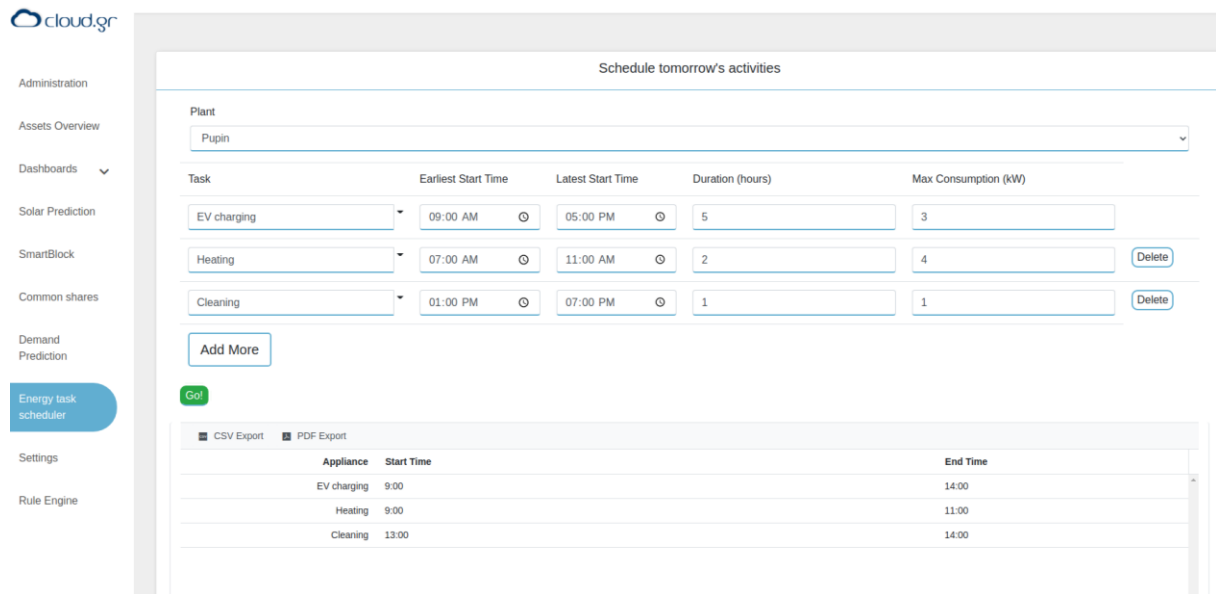 cloud.gr
Schedule tomorrow's activities
Administration
Assets Overview
Dashboards
Solar Prediction
SmartBlock
Common shares
Demand
Prediction
Energy task
scheduler
Settings
Rule Engine
Plant
Pupin
Task Earliest Start Time Latest Start Time Duration (hours) Max Consumption (kW)
EV charging 09:00 AM 05:00 PM 5 3
Heating 07:00 AM 11:00 AM 2 4 Delete
Cleaning 01:00 PM 07:00 PM 1 1 Delete
Add More
Go!
CSV Export PDF Export
Appliance Start Time End Time
EV charging 9:00 14:00
Heating 9:00 11:00
Cleaning 13:00 14:00